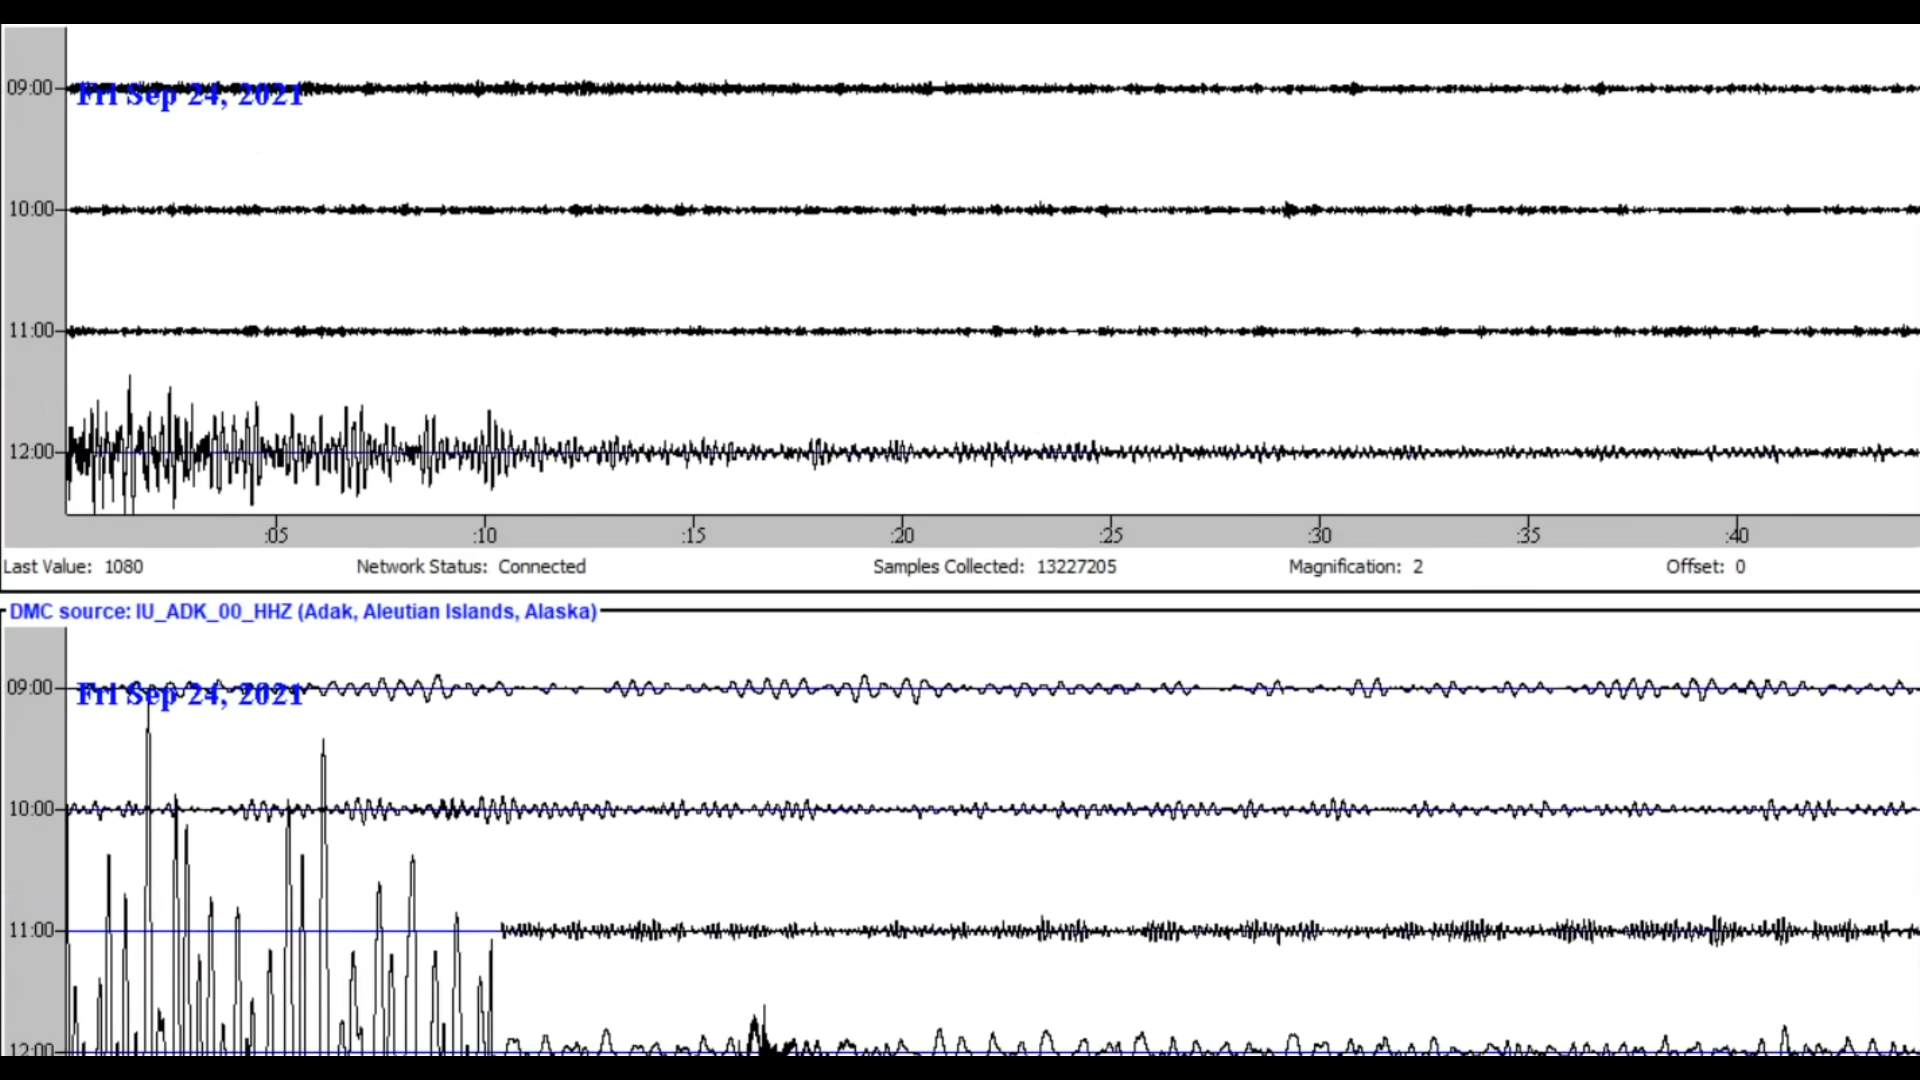 09:00
Fri Sep 24, 2021
10:00
11:00
12:00
:05 :10 :15 :20 :25 :30 :35 :40
Last Value: 1080 Network Status: Connected Samples Collected: 13227205 Magnification: 2 Offset: 0
DMC source: IU_ADK_00_HHZ (Adak, Aleutian Islands, Alaska)
09:00
Fri Sep 24, 2021
10:00
11:00
12:00